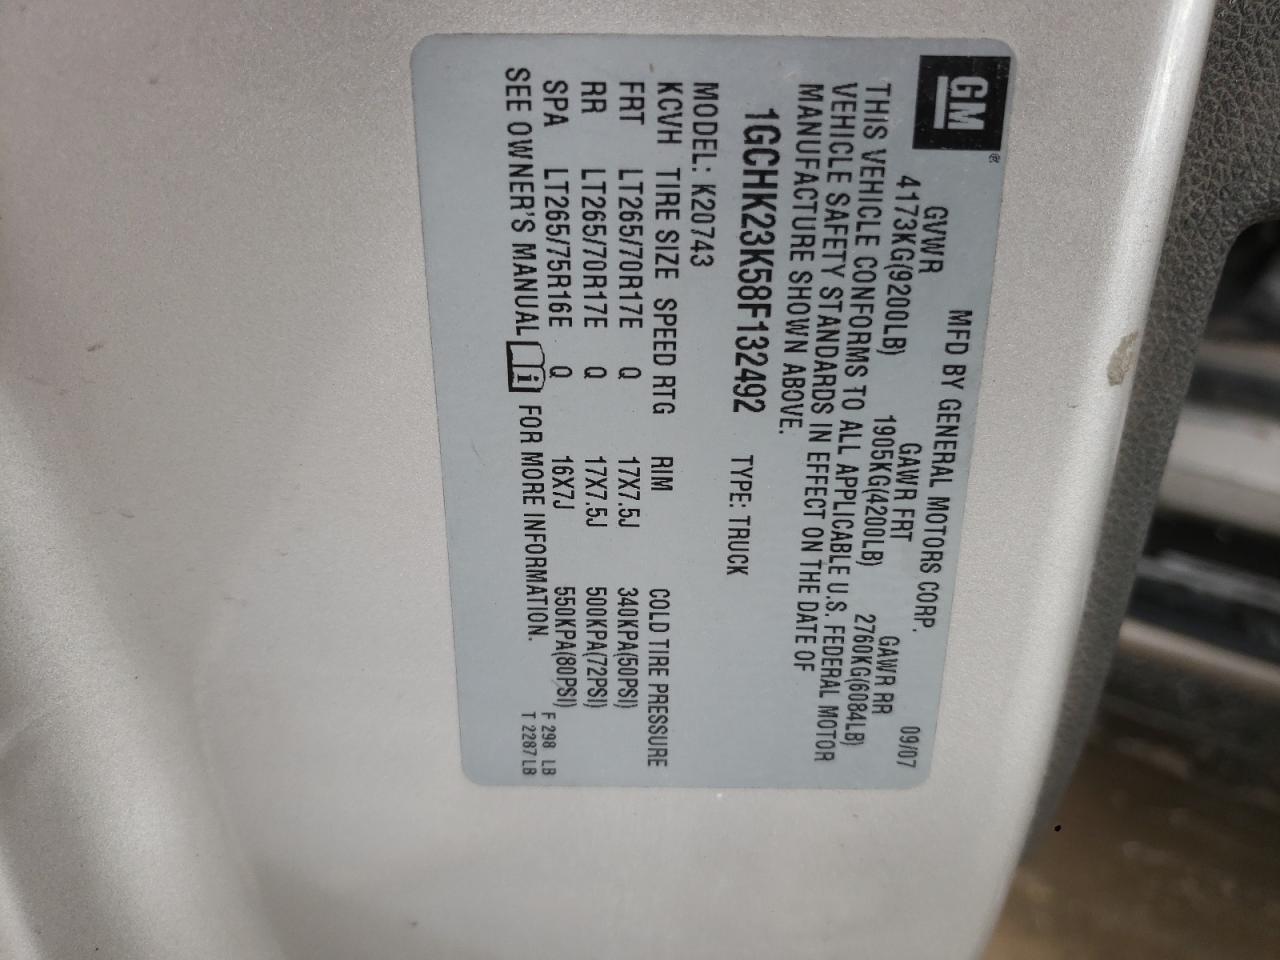 GM®
MFD BY GENERAL MOTORS CORP. 09/07
GVWR GAWR FRT GAWR RR
4173KG(9200LB) 1905KG(4200LB) 2760KG(6084LB)
THIS VEHICLE CONFORMS TO ALL APPLICABLE U.S. FEDERAL MOTOR
VEHICLE SAFETY STANDARDS IN EFFECT ON THE DATE OF
MANUFACTURE SHOWN ABOVE.
1GCHK23K58F132492 TYPE: TRUCK
MODEL: K20743
KCVH TIRE SIZE SPEED RTG RIM COLD TIRE PRESSURE
FRT LT265/70R17E Q 17X7.5J 340KPA(50PSI)
RR LT265/70R17E Q 17X7.5J 500KPA(72PSI)
SPA LT265/75R16E Q 16X7J 550KPA(80PSI) F 298 LB
SEE OWNER'S MANUAL i FOR MORE INFORMATION. T 2287 LB